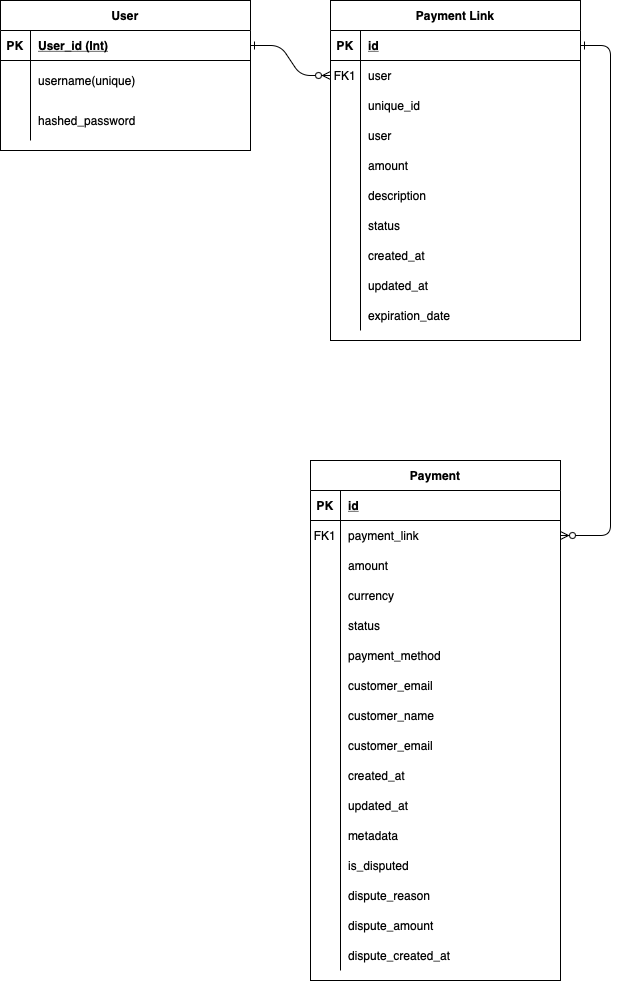 User
PK User_id (Int)
username(unique)
hashed_password
Payment Link
PK id
FK1 user
unique_id
user
amount
description
status
created_at
updated_at
expiration_date
Payment
PK id
FK1 payment_link
amount
currency
status
payment_method
customer_email
customer_name
customer_email
created_at
updated_at
metadata
is_disputed
dispute_reason
dispute_amount
dispute_created_at